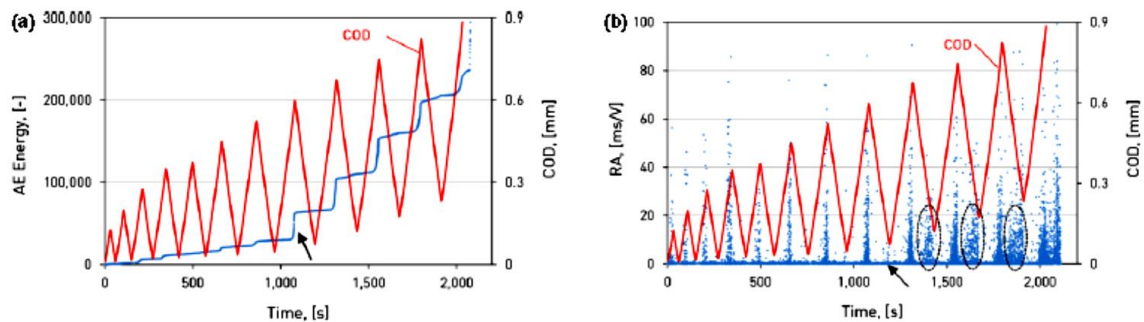 (a)
300,000
200,000
100,000
0
AE Energy, [-]
COD
0.9
0.6
0.3
0
COD, [mm]
0 500 1,000 1,500 2,000
Time, [s]
(b)
100
80
60
40
20
0
RA, [ms/V]
COD
0.9
0.6
0.3
0
COD, [mm]
0 500 1,000 1,500 2,000
Time, [s]